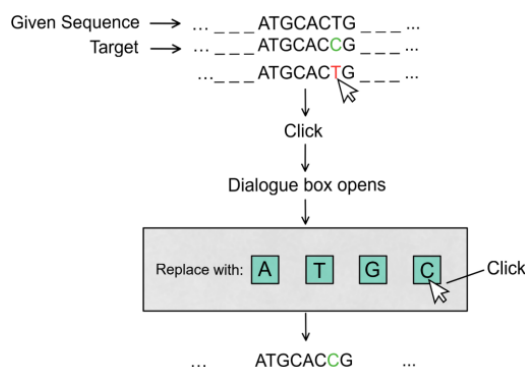 Given Sequence → ... _ _ _ ATGCACTG _ _ _ ...
Target → ... _ _ _ ATGCACCG _ _ _ ...
... _ _ _ ATGCACTG _ _ _ ...
Click
Dialogue box opens
Replace with: A T G C
Click
... ATGCACCG ...